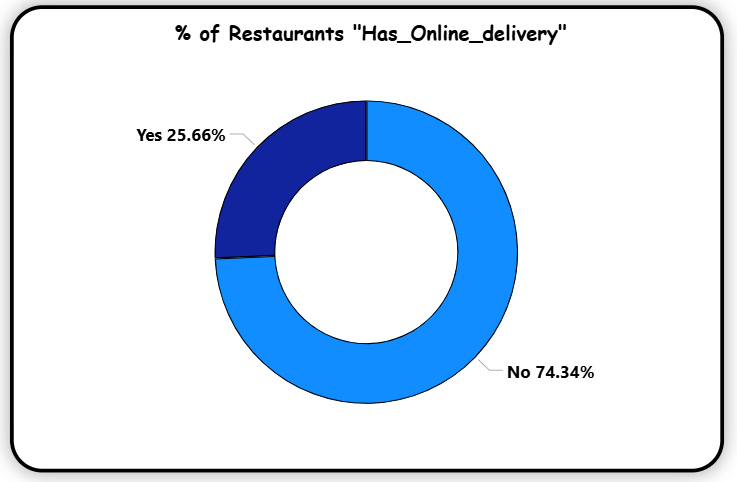 % of Restaurants "Has_Online_delivery"
Yes 25.66%
No 74.34%